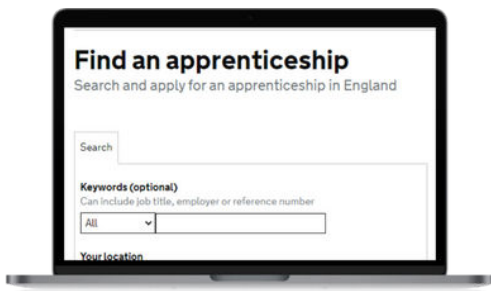 Find an apprenticeship
Search and apply for an apprenticeship in England
Search
Keywords (optional)
Can include job title, employer or reference number
All
Your location